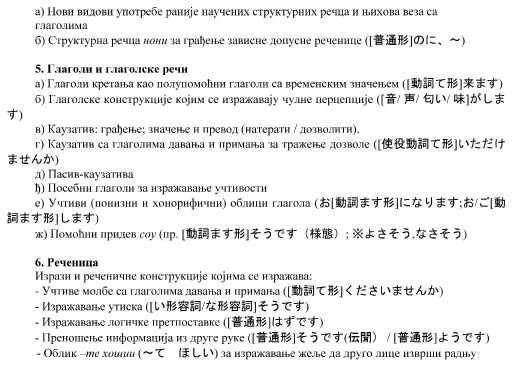 а) Нови видови употребе раније научених структурних речца и њихова веза са
глаголима
б) Структурна речца нони за грађење зависне допусне реченице ([普通形]のに、～)
5. Глаголи и глаголске речи
а) Глаголи кретања као полупомоћни глаголи са временским значењем ([動詞て形]来ます)
б) Глаголске конструкције којим се изражавају чулне перцепције ([音/ 声/ 匂い/ 味]がしま
す)
в) Каузатив: грађење; значење и превод (натерати / дозволити).
г) Каузатив са глаголима давања и примања за тражење дозволе ([使役動詞て形]いただけ
ませんか)
д) Пасив-каузатива
ђ) Посебни глаголи за изражавање учтивости
е) Учтиви (понизни и хонорифични) облици глагола (お[動詞ます形]になります;お/ご[動
詞ます形]します)
ж) Помоћни придев соу (пр. [動詞ます形]そうです（様態）; ※よさそう,なさそう)
6. Реченица
Изрази и реченичне конструкције којима се изражава:
- Учтиве молбе са глаголима давања и примања ([動詞て形]くださいませんか)
- Изражавање утиска ([い形容詞/な形容詞]そうです)
- Изражавање логичке претпоставке ([普通形]はずです)
- Преношење информација из друге руке ([普通形]そうです(伝聞） / [普通形]ようです)
- Облик –те хошии (～て　ほしい) за изражавање жеље да друго лице изврши радњу